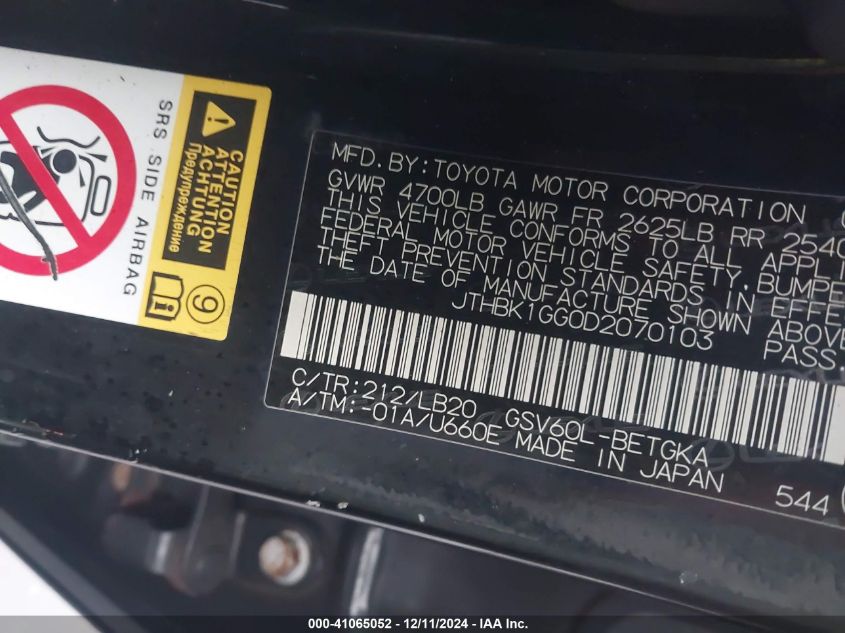 SRS SIDE AIRBAG
CAUTION
ATTENTION
ACHTUNG
Предупреждение
9
MFD. BY: TOYOTA MOTOR CORPORATION
GVWR 4700LB GAWR FR 2625LB RR 254
THIS VEHICLE CONFORMS TO ALL APPLI
FEDERAL MOTOR VEHICLE SAFETY, BUMPE
THEFT PREVENTION STANDARDS IN EFFE
THE DATE OF MANUFACTURE SHOWN ABOVE
JTHBK1GG0D2070103 PASS.
C/TR:212/LB20 GSV60L-BETGKA
A/TM:-01A/U660E MADE IN JAPAN
544
000-41065052 - 12/11/2024 - IAA Inc.